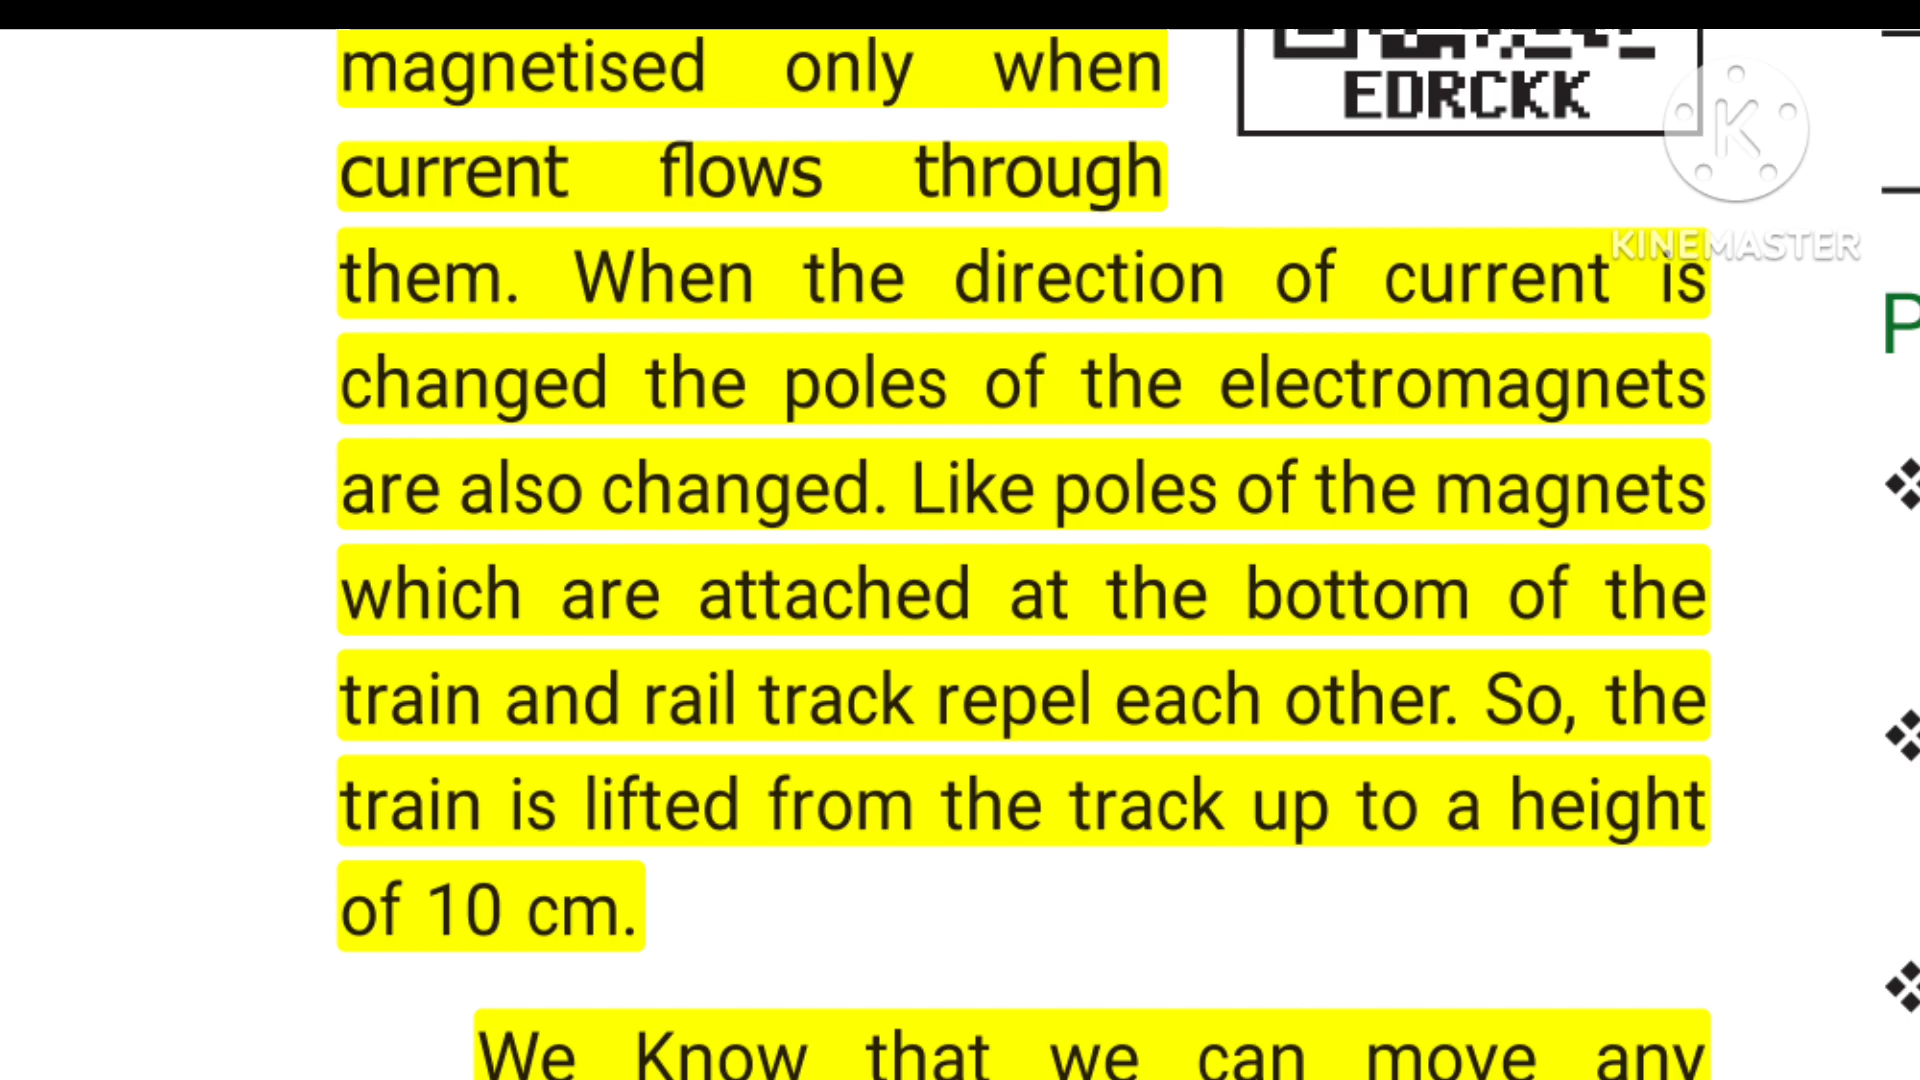 magnetised only when
EDRCKK
current flows through
KINEMASTER
them. When the direction of current is
changed the poles of the electromagnets
are also changed. Like poles of the magnets
which are attached at the bottom of the
train and rail track repel each other. So, the
train is lifted from the track up to a height
of 10 cm.
We Know that we can move any
P